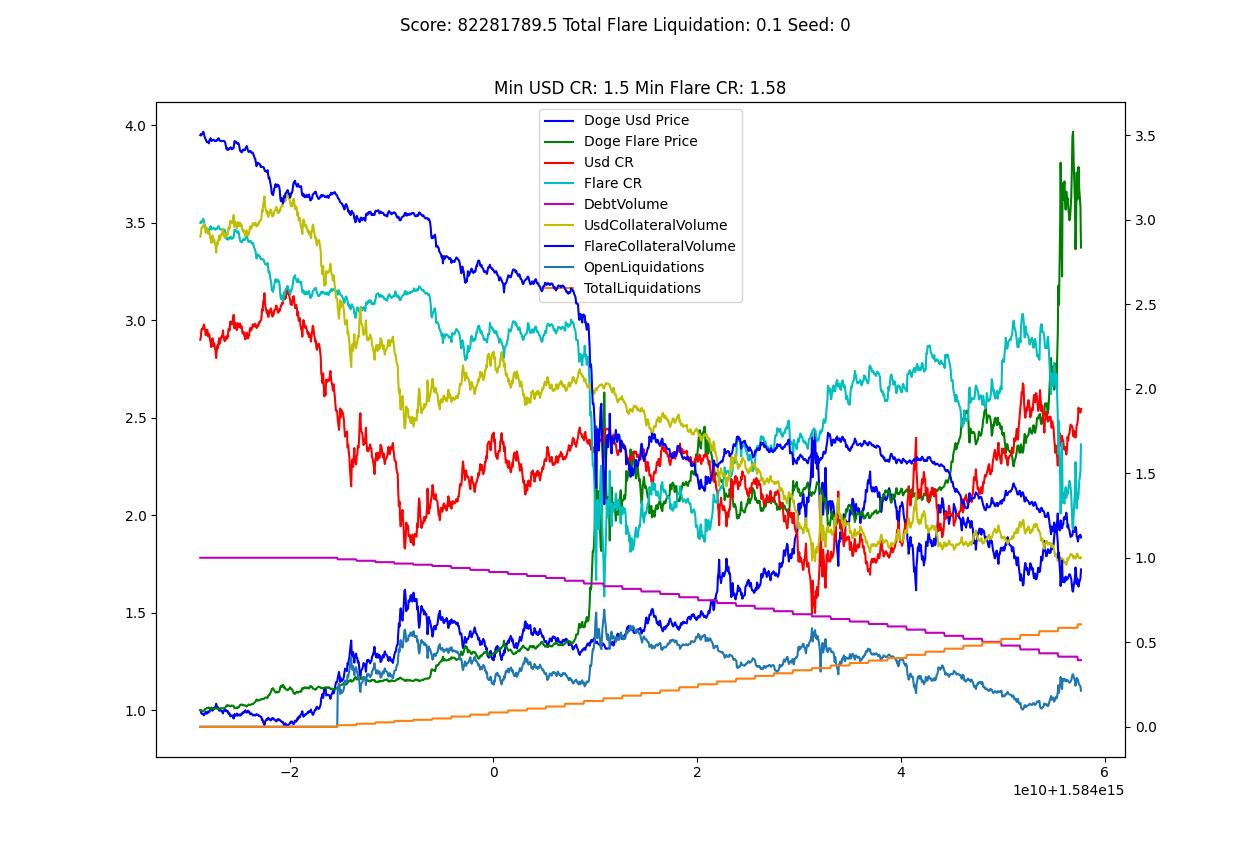 Score: 82281789.5 Total Flare Liquidation: 0.1 Seed: 0
Min USD CR: 1.5 Min Flare CR: 1.58
4.0
3.5
3.0
2.5
2.0
1.5
1.0
Doge Usd Price
Doge Flare Price
Usd CR
Flare CR
DebtVolume
UsdCollateralVolume
FlareCollateralVolume
OpenLiquidations
TotalLiquidations
3.5
3.0
2.5
2.0
1.5
1.0
0.5
0.0
−2 0 2 4 6
1e10+1.584e15